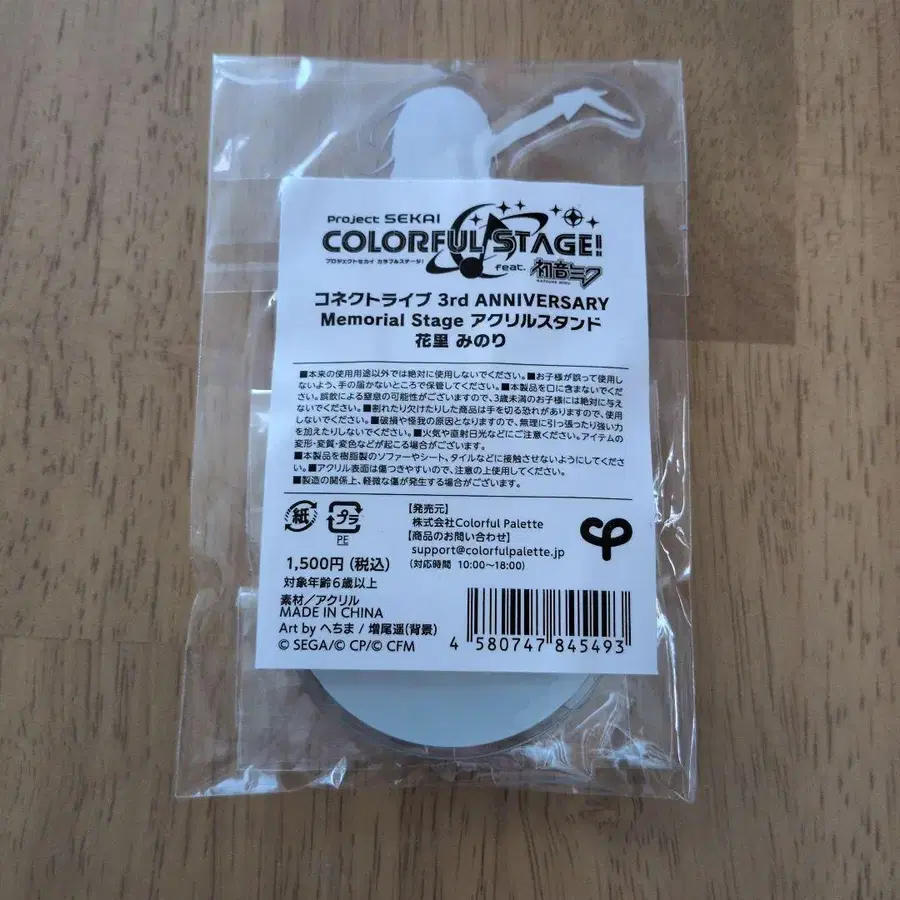 Project SEKAI
COLORFUL STAGE!
プロジェクトセカイ カラフルステージ!
feat. 初音ミク
HATSUNE MIKU
コネクトライブ 3rd ANNIVERSARY
Memorial Stage アクリルスタンド
花里 みのり
■本来の使用用途以外では絶対に使用しないでください。■お子様が誤って使用し
ないよう、手の届かないところで保管してください。■本製品を口に含まないでくだ
さい。誤飲による窒息の可能性がございますので、3歳未満のお子様には絶対に与え
ないでください。■割れたり欠けたりした商品は手を切る恐れがありますので、使用
しないでください。■破損や怪我の原因となりますので、無理に引っ張ったり強い力
を加えたりしないでください。■火気や直射日光などにご注意ください。アイテムの
変形・変質・変色などが起こる場合がございます。
■本製品を樹脂製のソファーやシート、タイルなどに接触させないようにしてくださ
い。■アクリル表面は傷つきやすいので、注意の上使用してください。
■製造の関係上、軽微な傷が発生する場合がございます。
紙
プラ
PE
【発売元】
株式会社Colorful Palette
【商品のお問い合わせ】
support@colorfulpalette.jp
(対応時間 10:00～18:00)
1,500円 (税込)
対象年齢6歳以上
素材/アクリル
MADE IN CHINA
Art by へちま / 増尾遥(背景)
© SEGA/© CP/© CFM
4 580747 845493